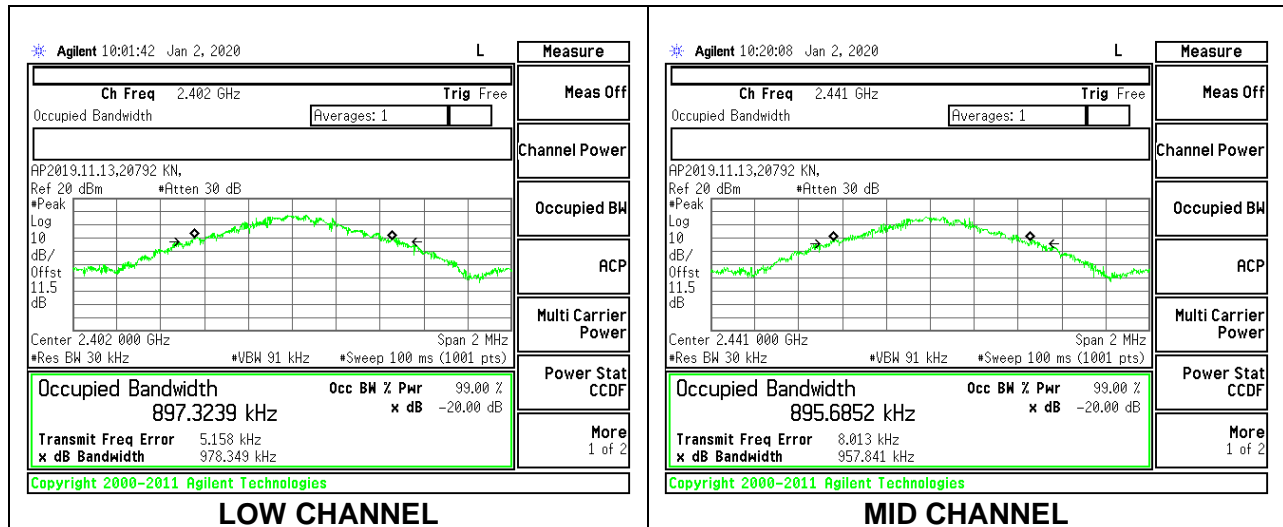 Agilent 10:01:42 Jan 2, 2020 L
Measure
Ch Freq 2.402 GHz Trig Free
Occupied Bandwidth Averages: 1
AP2019.11.13,20792 KN,
Ref 20 dBm #Atten 30 dB
#Peak
Log
10
dB/
Offst
11.5
dB
Center 2.402 000 GHz Span 2 MHz
#Res BW 30 kHz #VBW 91 kHz #Sweep 100 ms (1001 pts)
Occupied Bandwidth Occ BW % Pwr 99.00 %
897.3239 kHz x dB -20.00 dB
Transmit Freq Error 5.158 kHz
x dB Bandwidth 978.349 kHz
Copyright 2000-2011 Agilent Technologies
Meas Off
Channel Power
Occupied BW
ACP
Multi Carrier
Power
Power Stat
CCDF
More
1 of 2
LOW CHANNEL
Agilent 10:20:08 Jan 2, 2020 L
Measure
Ch Freq 2.441 GHz Trig Free
Occupied Bandwidth Averages: 1
AP2019.11.13,20792 KN,
Ref 20 dBm #Atten 30 dB
#Peak
Log
10
dB/
Offst
11.5
dB
Center 2.441 000 GHz Span 2 MHz
#Res BW 30 kHz #VBW 91 kHz #Sweep 100 ms (1001 pts)
Occupied Bandwidth Occ BW % Pwr 99.00 %
895.6852 kHz x dB -20.00 dB
Transmit Freq Error 8.013 kHz
x dB Bandwidth 957.841 kHz
Copyright 2000-2011 Agilent Technologies
Meas Off
Channel Power
Occupied BW
ACP
Multi Carrier
Power
Power Stat
CCDF
More
1 of 2
MID CHANNEL